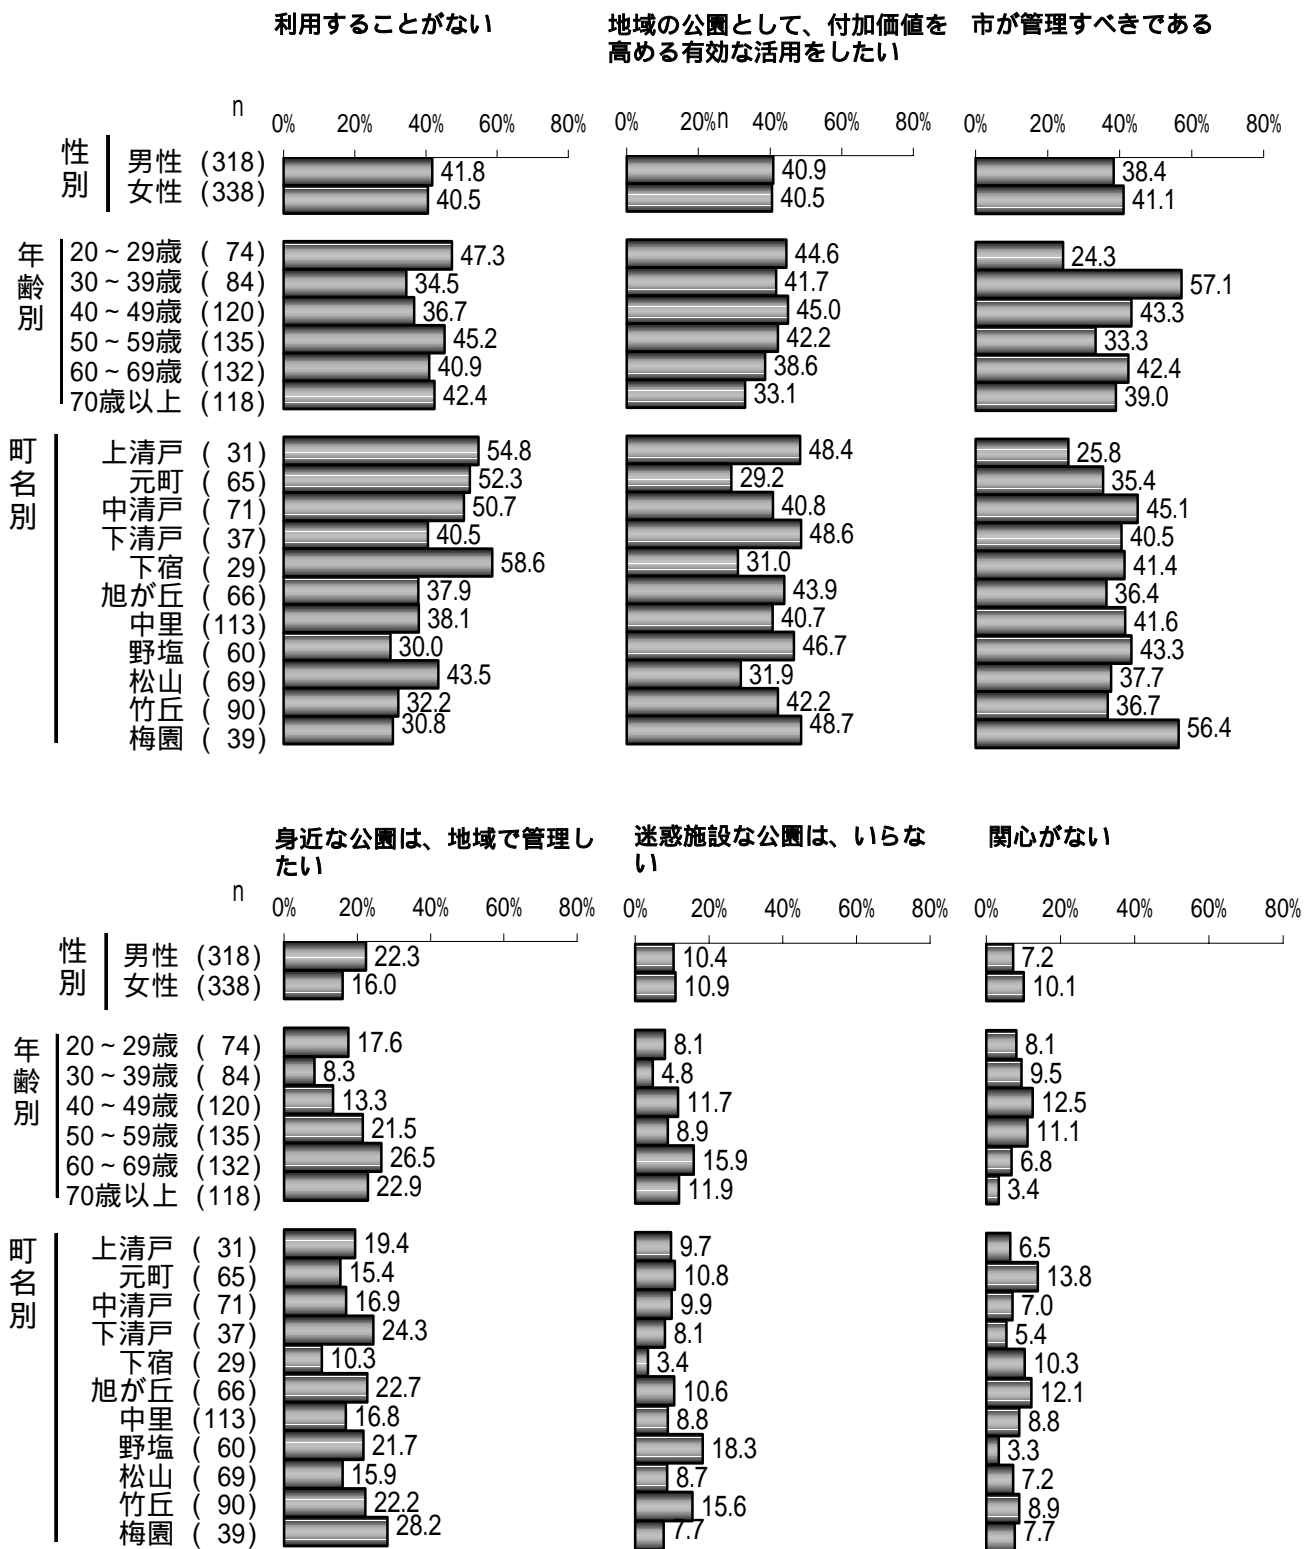 利用することがない
地域の公園として、付加価値を
高める有効な活用をしたい
市が管理すべきである
n
0% 20% 40% 60% 80%
0% 20% n 40% 60% 80%
0% 20% 40% 60% 80%
性別
男性 (318) 41.8 40.9 38.4
女性 (338) 40.5 40.5 41.1
年齢別
20～29歳 ( 74) 47.3 44.6 24.3
30～39歳 ( 84) 34.5 41.7 57.1
40～49歳 (120) 36.7 45.0 43.3
50～59歳 (135) 45.2 42.2 33.3
60～69歳 (132) 40.9 38.6 42.4
70歳以上 (118) 42.4 33.1 39.0
町名別
上清戸 ( 31) 54.8 48.4 25.8
元町 ( 65) 52.3 29.2 35.4
中清戸 ( 71) 50.7 40.8 45.1
下清戸 ( 37) 40.5 48.6 40.5
下宿 ( 29) 58.6 31.0 41.4
旭が丘 ( 66) 37.9 43.9 36.4
中里 (113) 38.1 40.7 41.6
野塩 ( 60) 30.0 46.7 43.3
松山 ( 69) 43.5 31.9 37.7
竹丘 ( 90) 32.2 42.2 36.7
梅園 ( 39) 30.8 48.7 56.4
身近な公園は、地域で管理し
たい
迷惑施設な公園は、いらな
い
関心がない
n
0% 20% 40% 60% 80%
0% 20% 40% 60% 80%
0% 20% 40% 60% 80%
性別
男性 (318) 22.3 10.4 7.2
女性 (338) 16.0 10.9 10.1
年齢別
20～29歳 ( 74) 17.6 8.1 8.1
30～39歳 ( 84) 8.3 4.8 9.5
40～49歳 (120) 13.3 11.7 12.5
50～59歳 (135) 21.5 8.9 11.1
60～69歳 (132) 26.5 15.9 6.8
70歳以上 (118) 22.9 11.9 3.4
町名別
上清戸 ( 31) 19.4 9.7 6.5
元町 ( 65) 15.4 10.8 13.8
中清戸 ( 71) 16.9 9.9 7.0
下清戸 ( 37) 24.3 8.1 5.4
下宿 ( 29) 10.3 3.4 10.3
旭が丘 ( 66) 22.7 10.6 12.1
中里 (113) 16.8 8.8 8.8
野塩 ( 60) 21.7 18.3 3.3
松山 ( 69) 15.9 8.7 7.2
竹丘 ( 90) 22.2 15.6 8.9
梅園 ( 39) 28.2 7.7 7.7